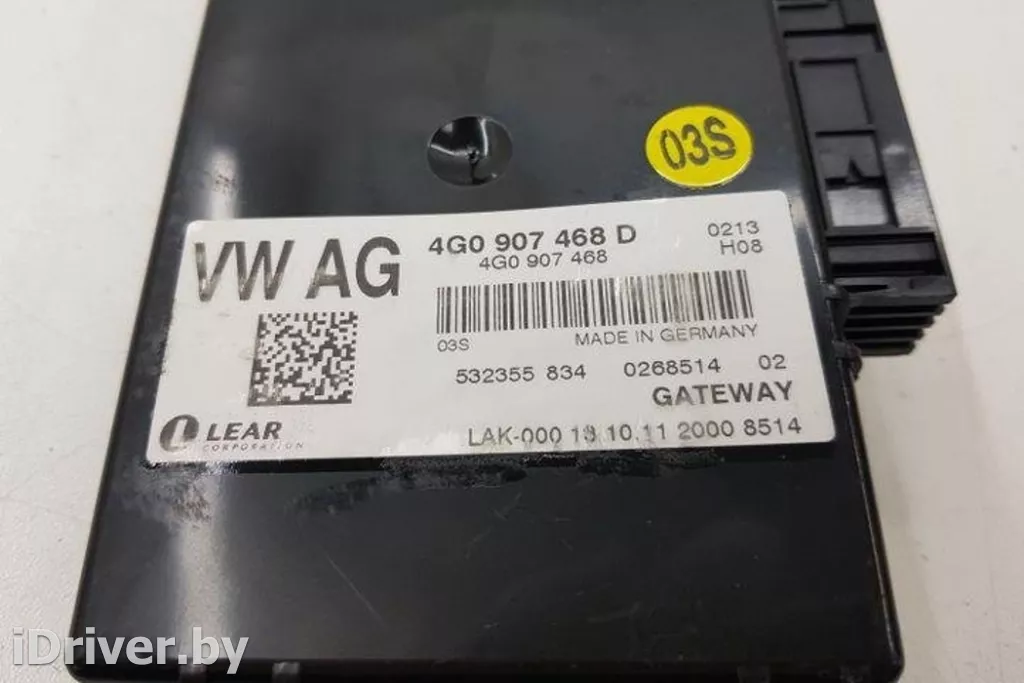 03S
VW AG
4G0 907 468 D
4G0 907 468
0213
H08
03S
MADE IN GERMANY
532355 834 0268514 02
GATEWAY
LEAR
CORPORATION
LAK-000 13.10.11 2000 8514
iDriver.by